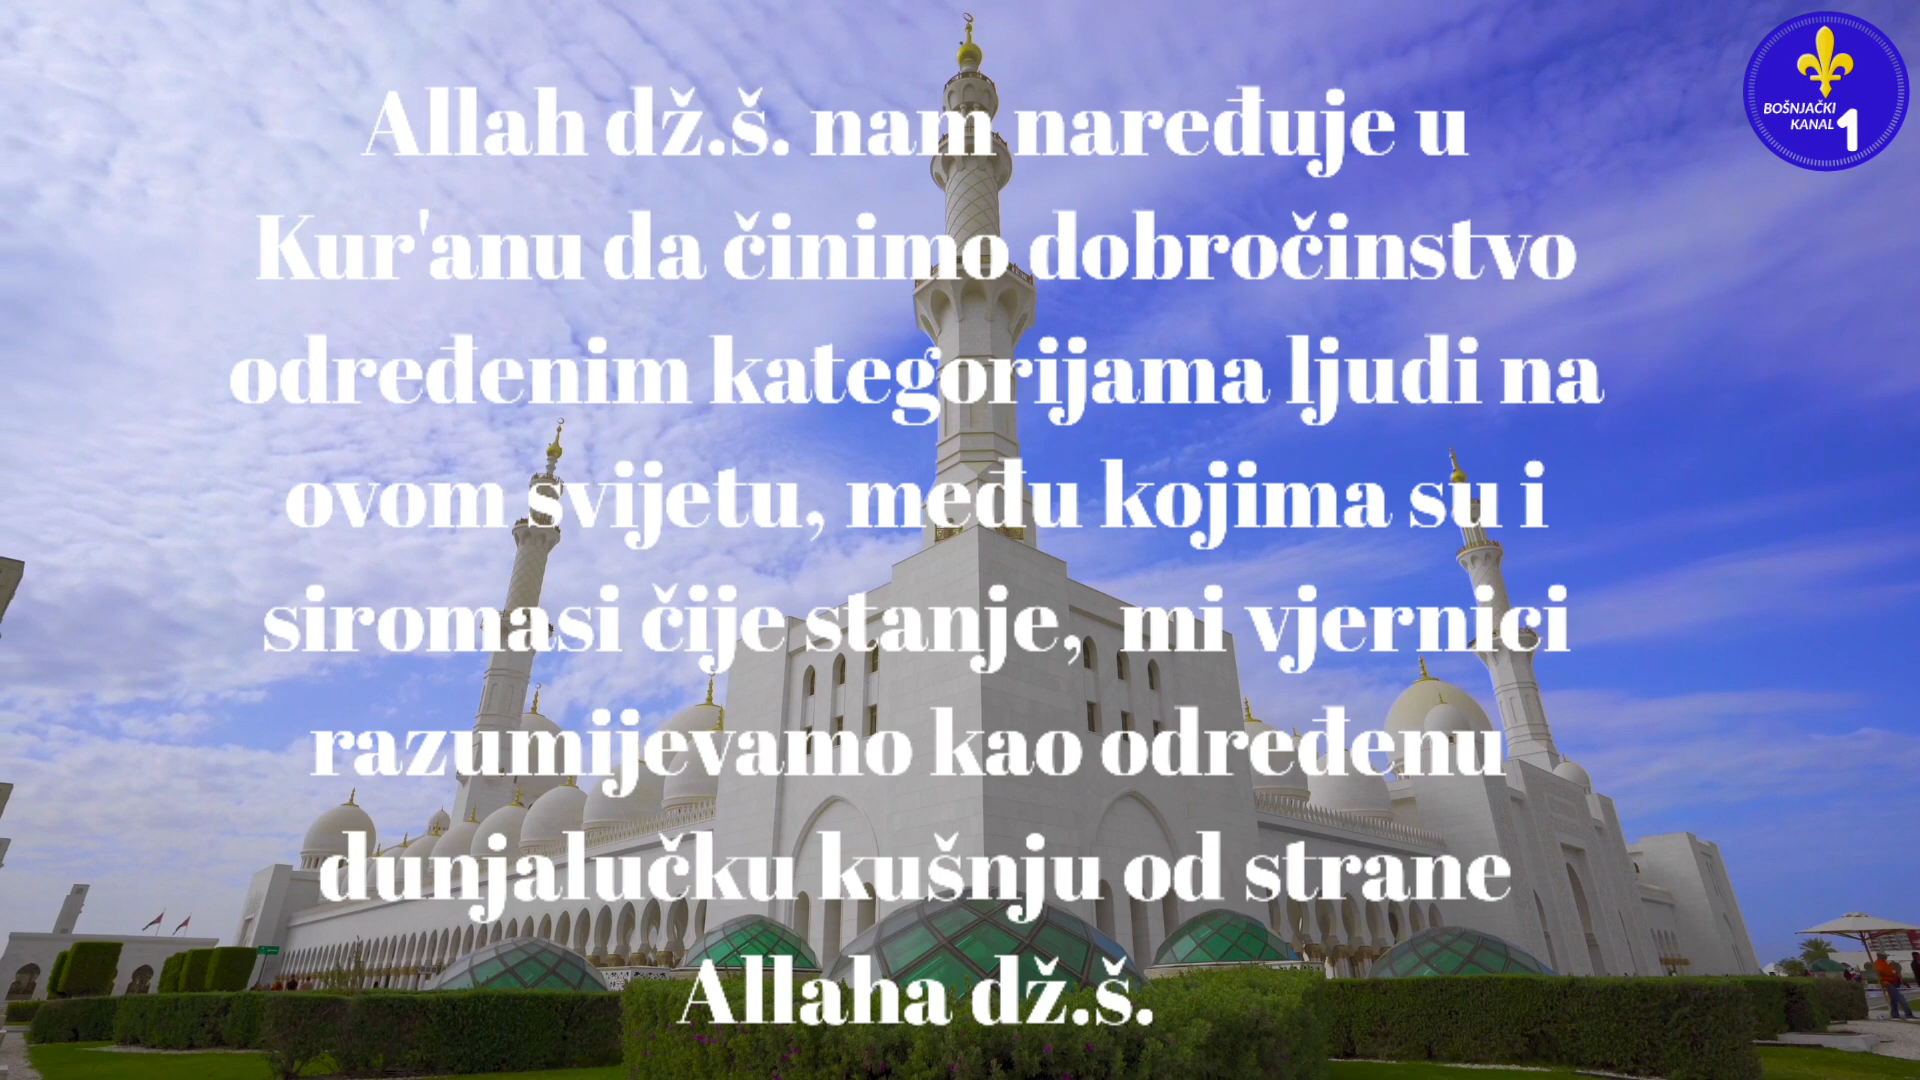 Allah dž.š. nam naređuje u
Kur'anu da činimo dobročinstvo
određenim kategorijama ljudi na
ovom svijetu, među kojima su i
siromasi čije stanje, mi vjernici
razumijevamo kao određenu
dunjalučku kušnju od strane
Allaha dž.š.
BOŠNJAČKI
KANAL 1